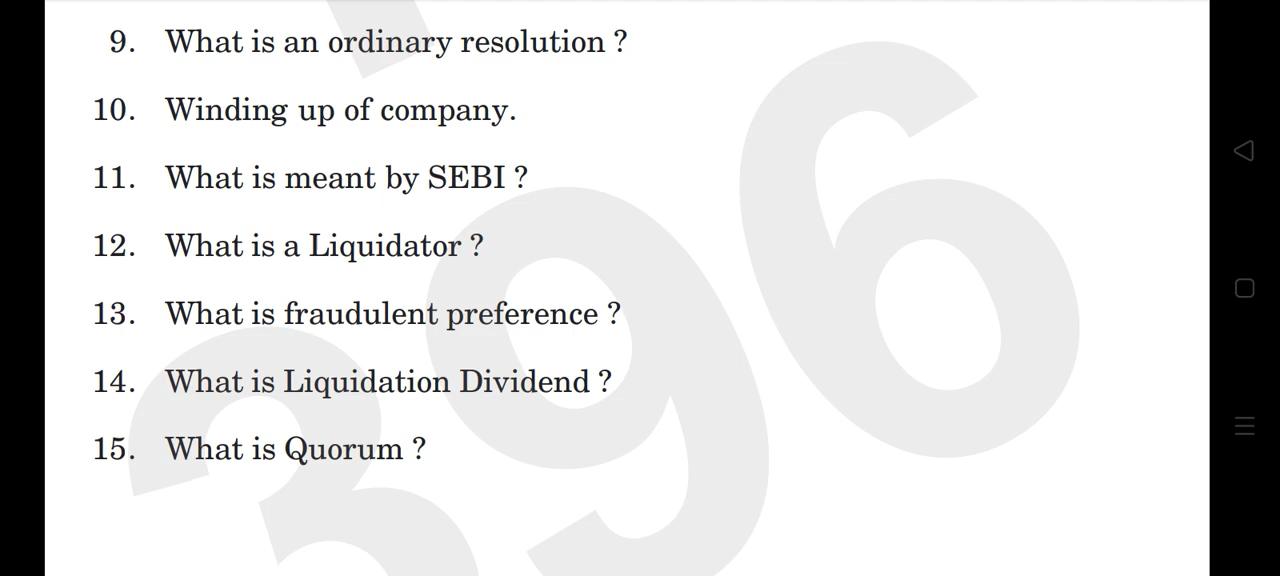 9. What is an ordinary resolution ?
10. Winding up of company.
11. What is meant by SEBI ?
12. What is a Liquidator ?
13. What is fraudulent preference ?
14. What is Liquidation Dividend ?
15. What is Quorum ?
396